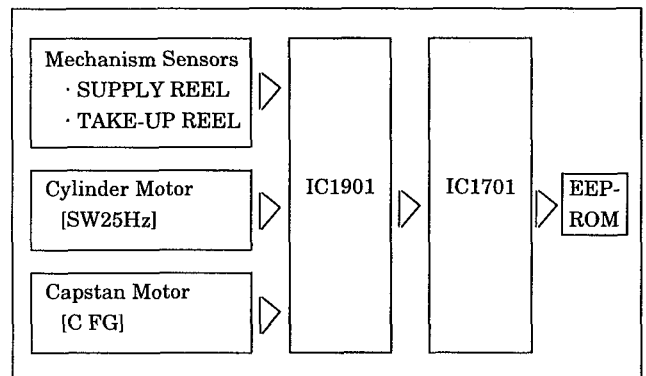 Mechanism Sensors
· SUPPLY REEL
· TAKE-UP REEL
Cylinder Motor
[SW25Hz]
Capstan Motor
[C FG]
IC1901
IC1701
EEP-
ROM